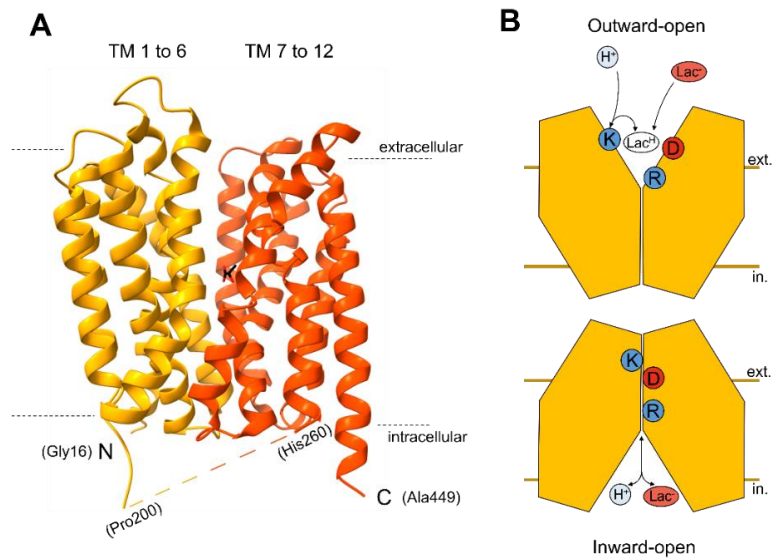 A
TM 1 to 6
TM 7 to 12
extracellular
(Gly16) N
(Pro200)
(His260)
intracellular
C (Ala449)
B
Outward-open
H⁺
Lac⁻
K
Lacᴴ
D
R
ext.
in.
K
D
R
ext.
H⁺
Lac⁻
in.
Inward-open